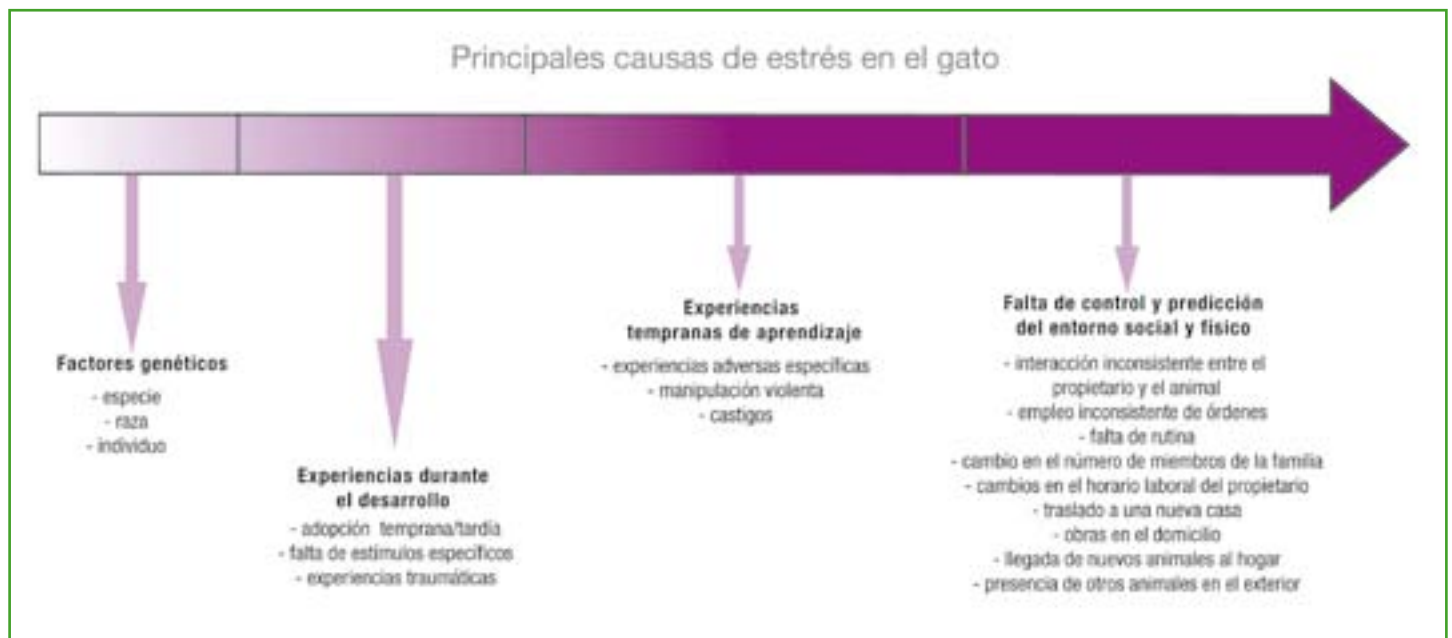 Principales causas de estrés en el gato
Factores genéticos
- especie
- raza
- individuo
Experiencias durante
el desarrollo
- adopción temprana/tardía
- falta de estímulos específicos
- experiencias traumáticas
Experiencias
tempranas de aprendizaje
- experiencias adversas específicas
- manipulación violenta
- castigos
Falta de control y predicción
del entorno social y físico
- interacción inconsistente entre el
propietario y el animal
- empleo inconsistente de órdenes
- falta de rutina
- cambio en el número de miembros de la familia
- cambios en el horario laboral del propietario
- traslado a una nueva casa
- obras en el domicilio
- llegada de nuevos animales al hogar
- presencia de otros animales en el exterior